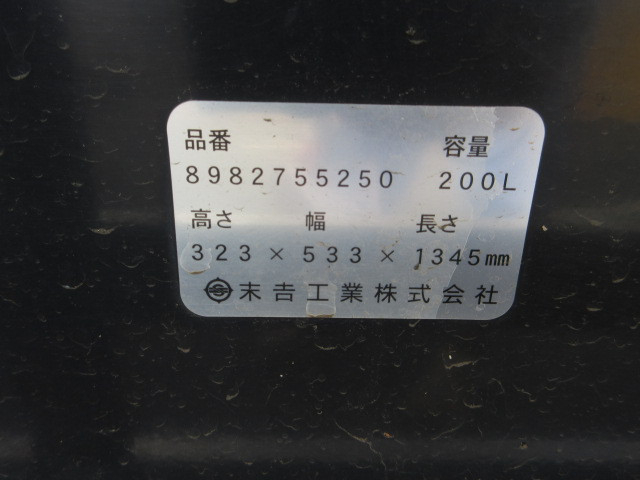 品番 容量
8982755250 200L
高さ 幅 長さ
323×533×1345mm
末吉工業株式会社